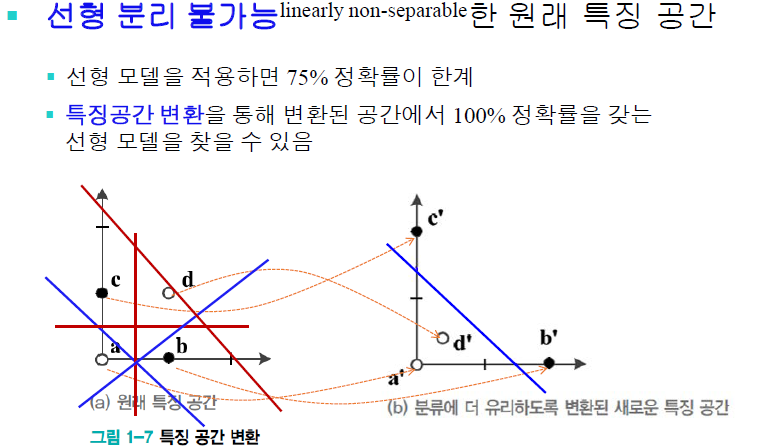 선형 분리 불가능linearly non-separable한 원래 특징 공간
선형 모델을 적용하면 75% 정확률이 한계
특징공간 변환을 통해 변환된 공간에서 100% 정확률을 갖는
선형 모델을 찾을 수 있음
c
d
a
b
(a) 원래 특징 공간
c'
d'
b'
a'
(b) 분류에 더 유리하도록 변환된 새로운 특징 공간
그림 1-7 특징 공간 변환